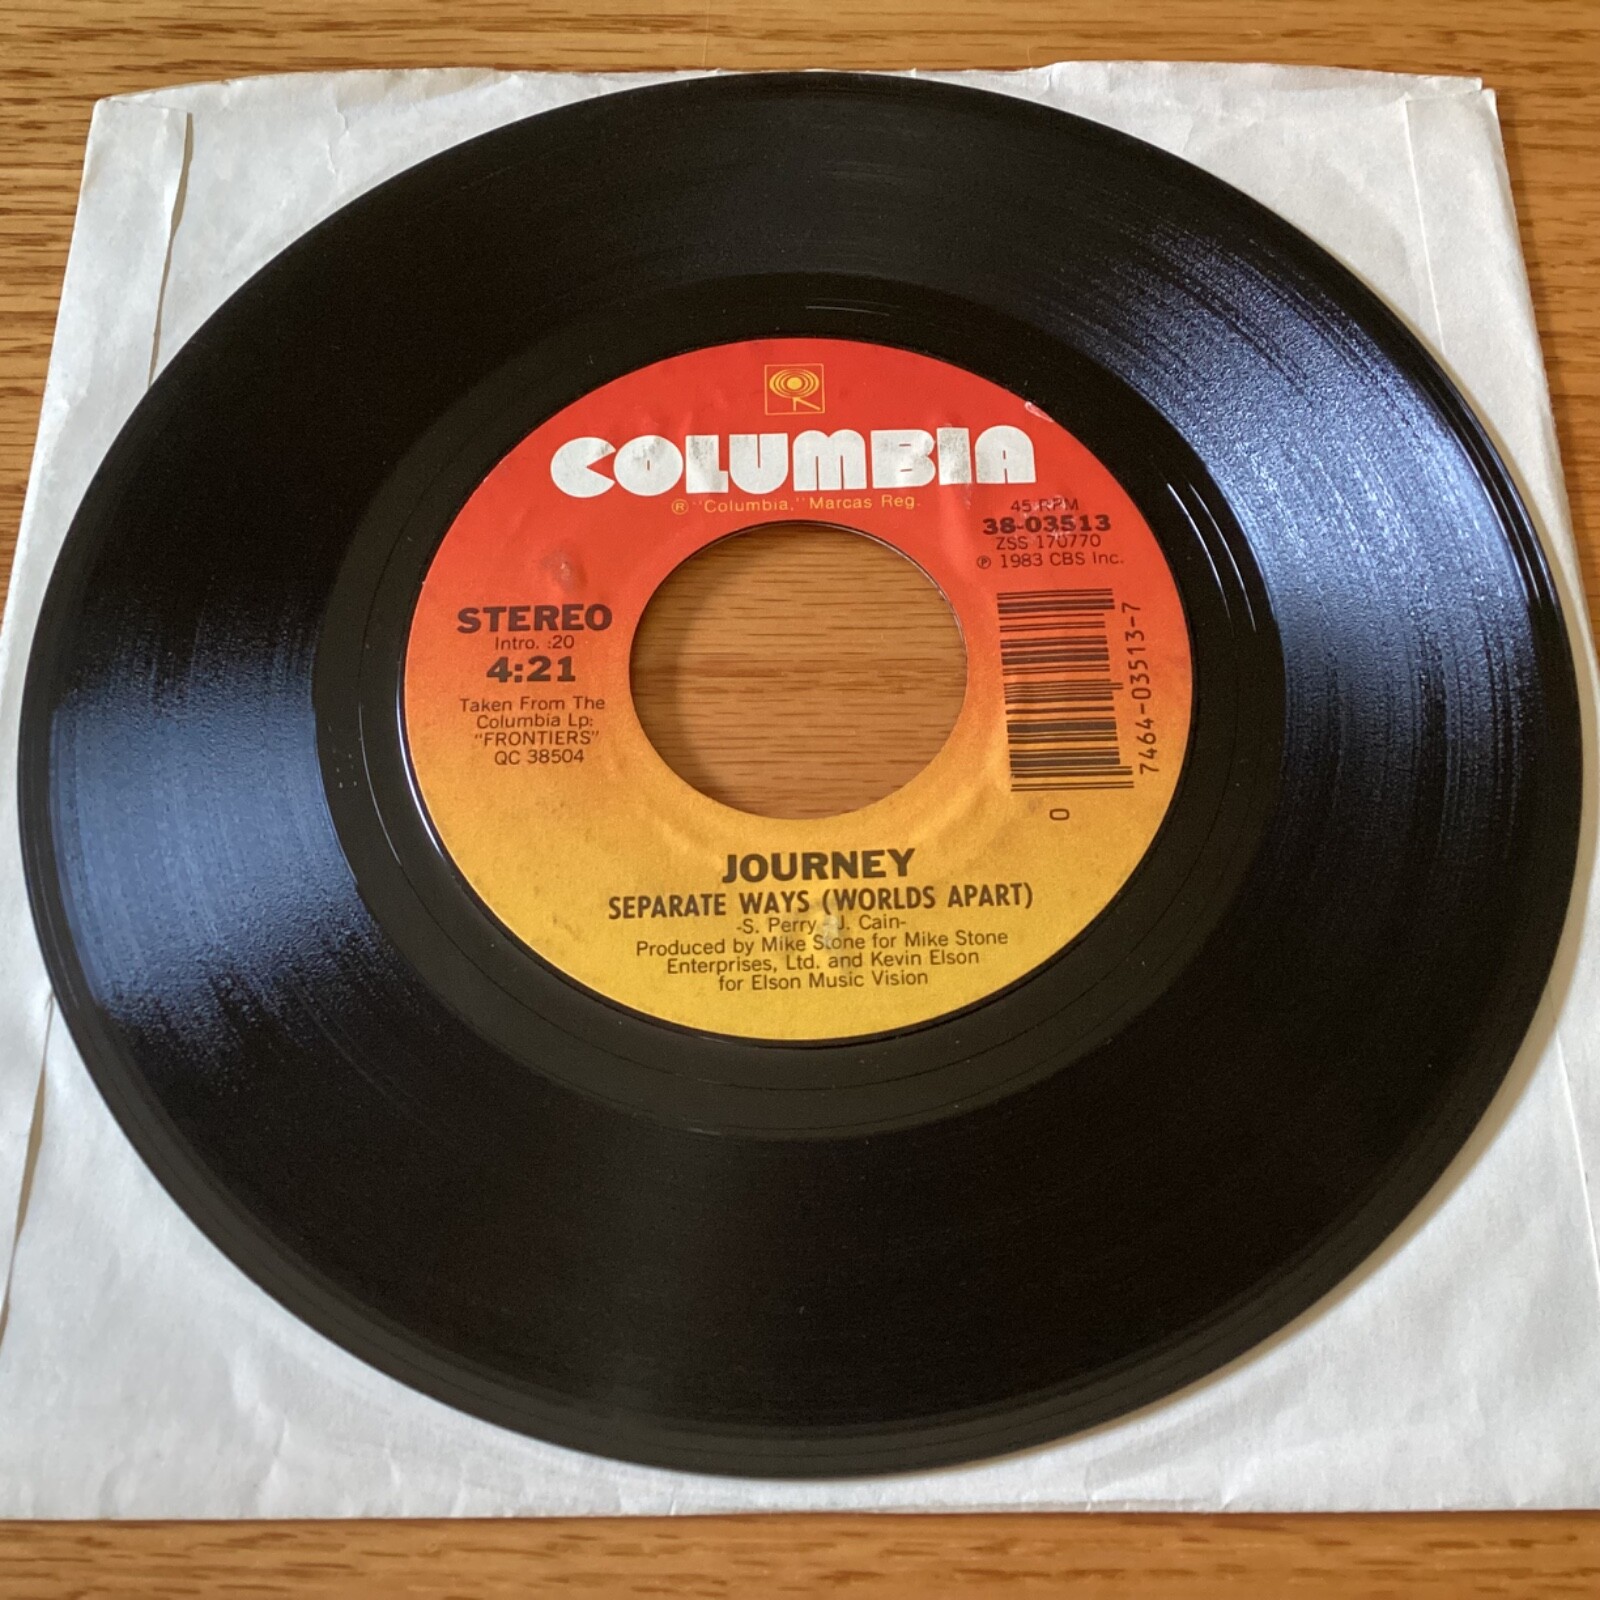 COLUMBIA
® "Columbia," Marcas Reg.
45 RPM
38-03513
ZSS 170770
℗ 1983 CBS Inc.
STEREO
Intro. :20
4:21
Taken From The
Columbia Lp:
"FRONTIERS"
QC 38504
7464-03513-7
0
JOURNEY
SEPARATE WAYS (WORLDS APART)
-S. Perry - J. Cain-
Produced by Mike Stone for Mike Stone
Enterprises, Ltd. and Kevin Elson
for Elson Music Vision